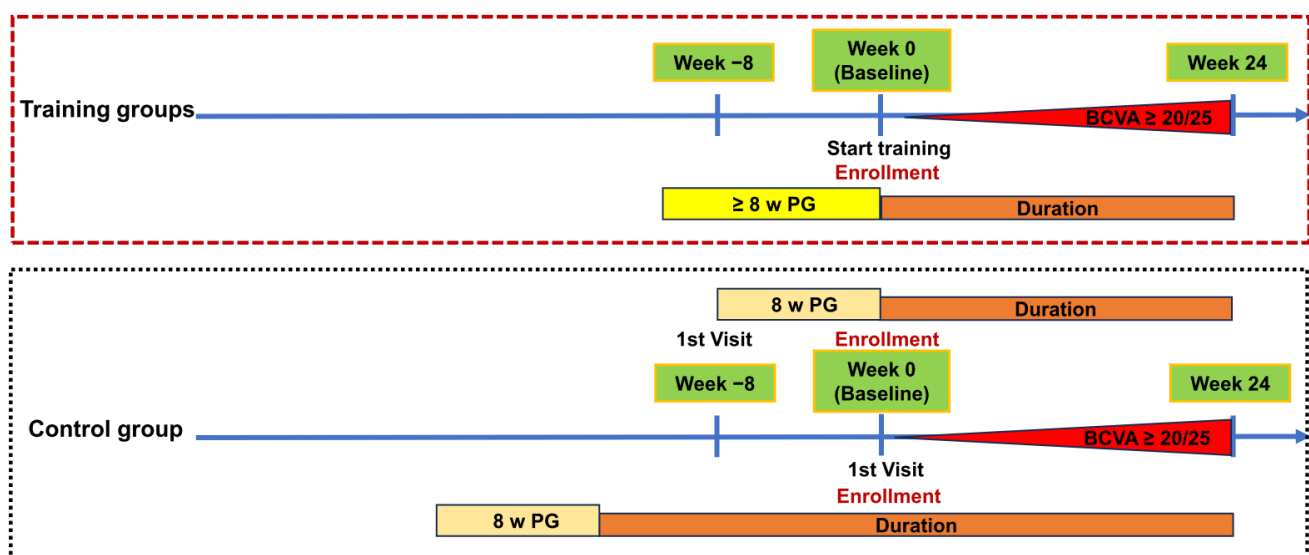 Week −8
Week 0
(Baseline)
Week 24
Training groups
BCVA ≥ 20/25
Start training
Enrollment
≥ 8 w PG
Duration
8 w PG
Duration
1st Visit
Enrollment
Week −8
Week 0
(Baseline)
Week 24
Control group
BCVA ≥ 20/25
1st Visit
Enrollment
8 w PG
Duration